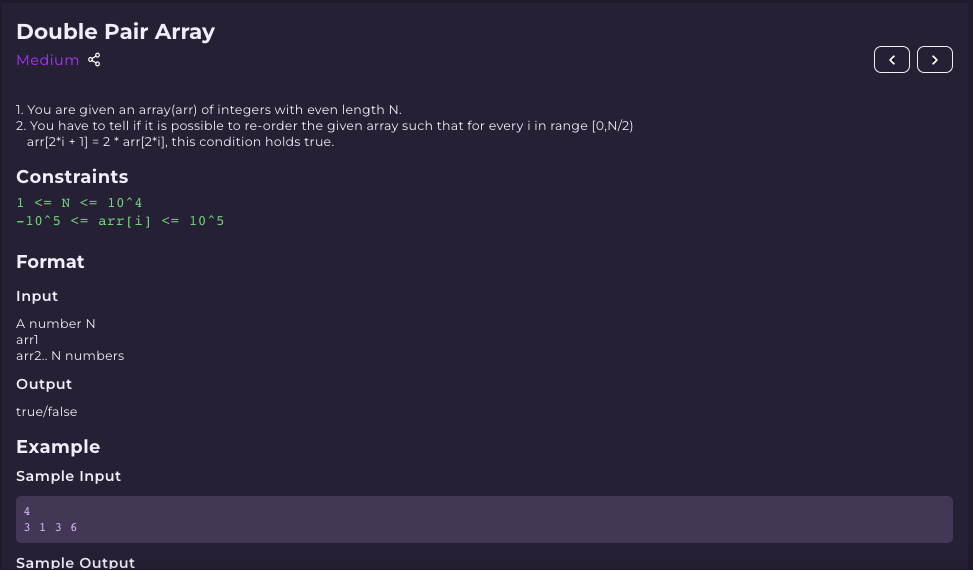 Double Pair Array
Medium
1. You are given an array(arr) of integers with even length N.
2. You have to tell if it is possible to re-order the given array such that for every i in range [0,N/2)
arr[2*i + 1] = 2 * arr[2*i], this condition holds true.
Constraints
1 <= N <= 10^4
-10^5 <= arr[i] <= 10^5
Format
Input
A number N
arr1
arr2.. N numbers
Output
true/false
Example
Sample Input
4
3 1 3 6
Sample Output